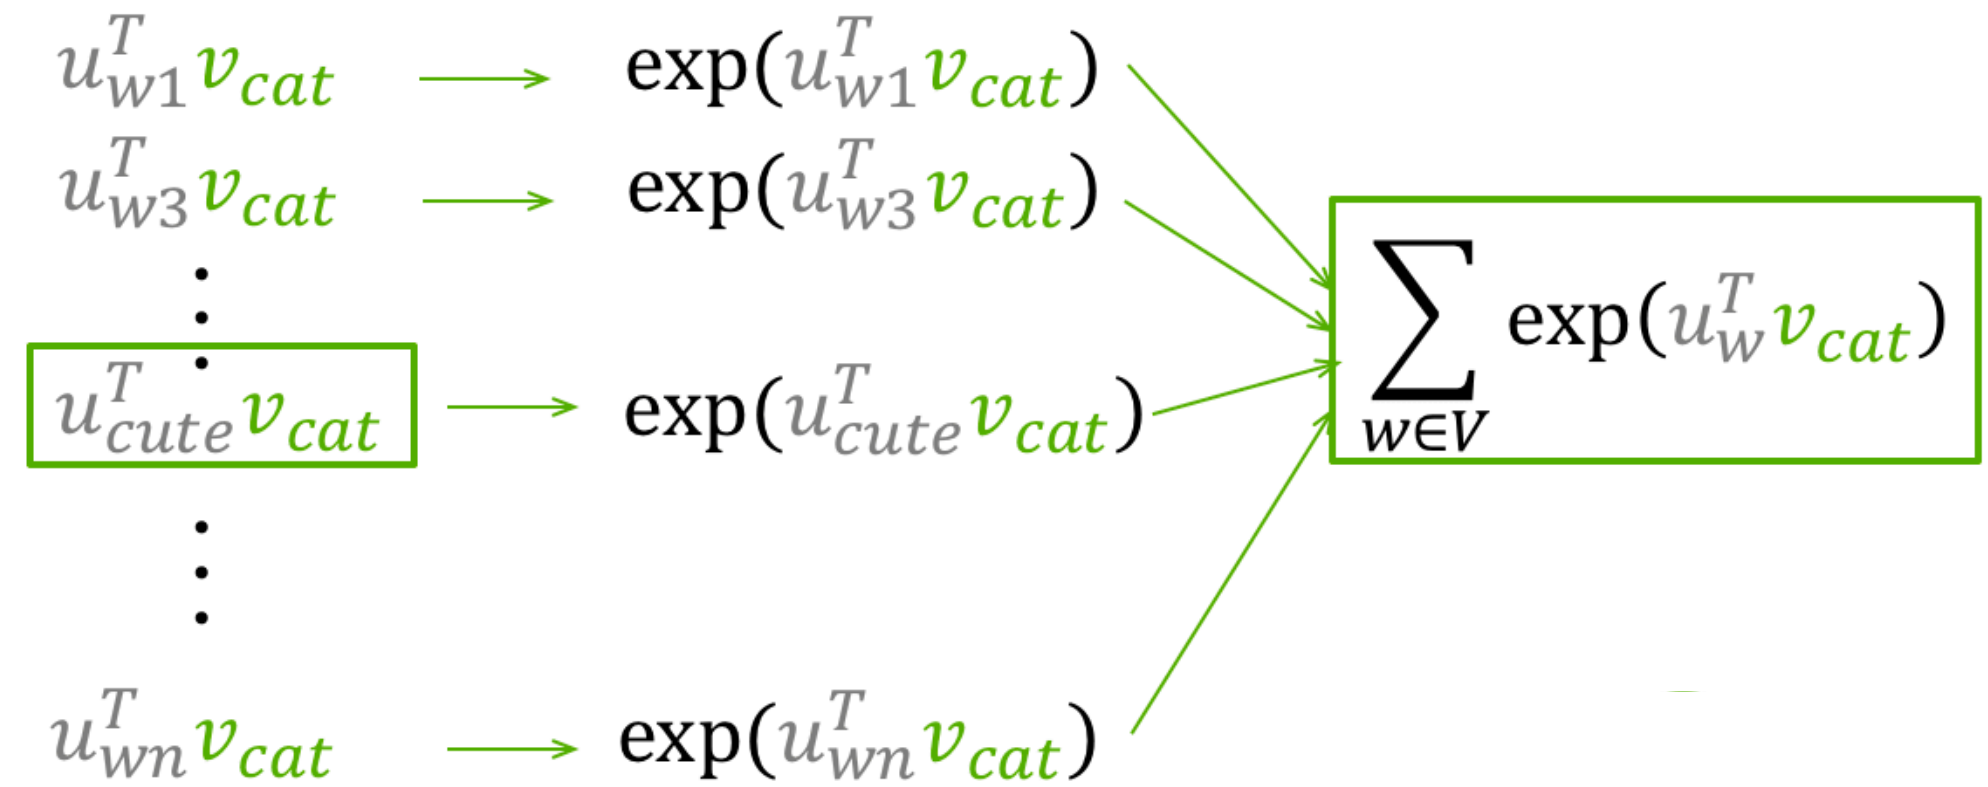 u_{w1}^T v_{cat} → exp(u_{w1}^T v_{cat})
u_{w3}^T v_{cat} → exp(u_{w3}^T v_{cat})
∑_{w∈V} exp(u_w^T v_{cat})
u_{cute}^T v_{cat} → exp(u_{cute}^T v_{cat})
u_{wn}^T v_{cat} → exp(u_{wn}^T v_{cat})